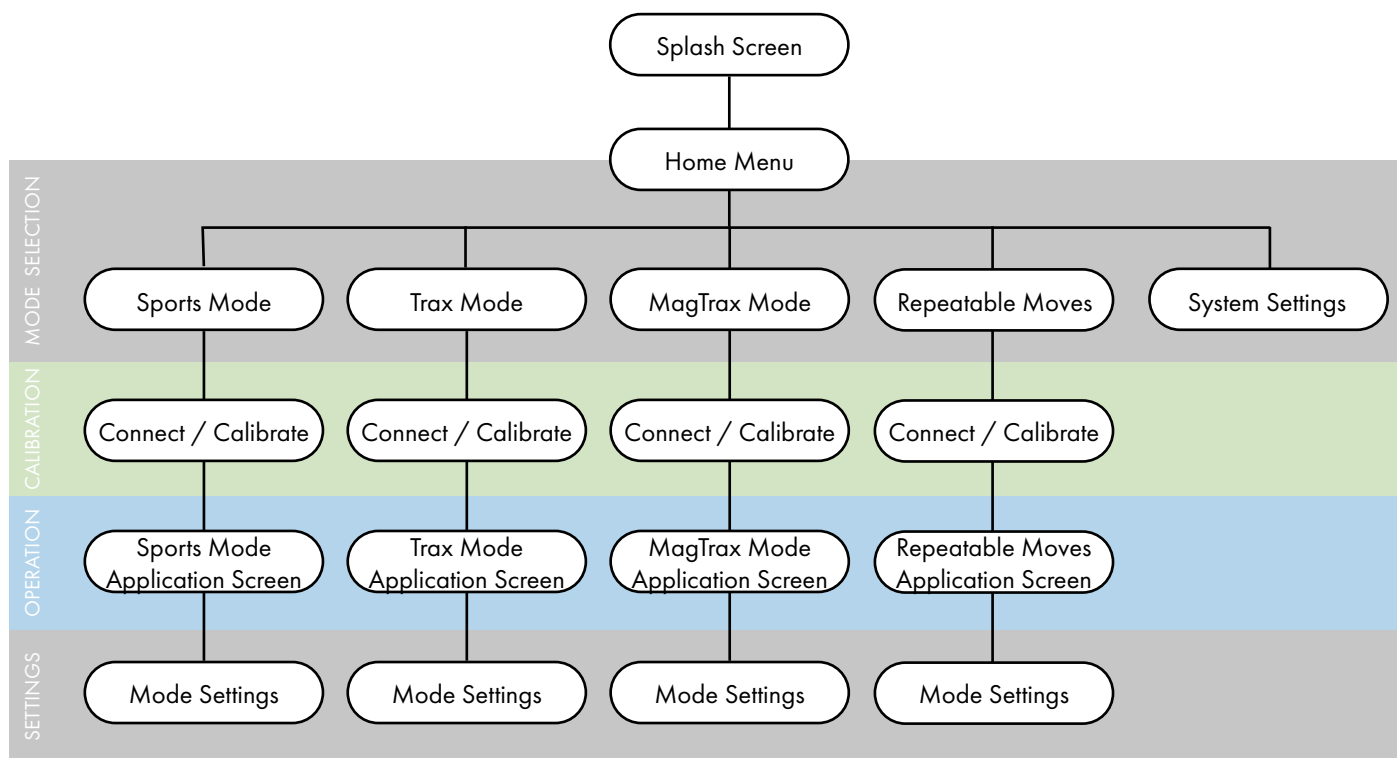 Splash Screen
Home Menu
MODE SELECTION
Sports Mode
Trax Mode
MagTrax Mode
Repeatable Moves
System Settings
CALIBRATION
Connect / Calibrate
Connect / Calibrate
Connect / Calibrate
Connect / Calibrate
OPERATION
Sports Mode
Application Screen
Trax Mode
Application Screen
MagTrax Mode
Application Screen
Repeatable Moves
Application Screen
SETTINGS
Mode Settings
Mode Settings
Mode Settings
Mode Settings